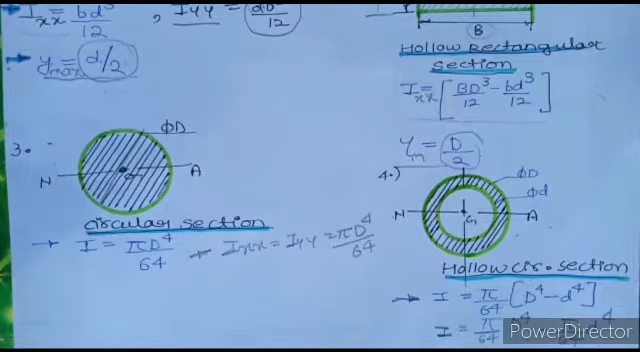 I_xx = bd³/12 , I_yy = db³/12
y_max = d/2
B
Hollow Rectangular
section
I_xx = [BD³/12 - bd³/12]
Y_m = D/2
3.
ΦD
N
G
A
circular section
→ I = πD⁴/64 → I_xx = I_yy = πD⁴/64
4.)
ΦD
Φd
N
G
A
Hollow cir. section
→ I = π/64 [D⁴ - d⁴]
I = π/64
PowerDirector